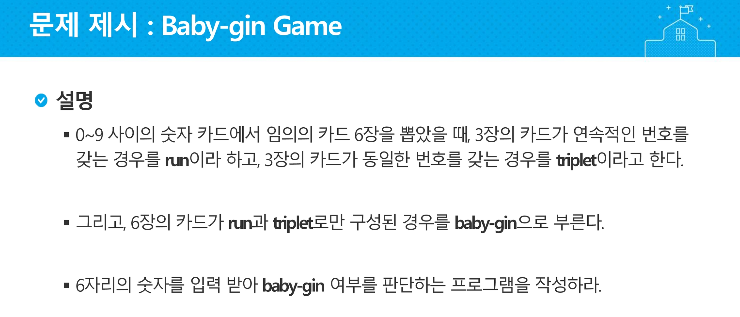 문제 제시 : Baby-gin Game
설명
▪ 0~9 사이의 숫자 카드에서 임의의 카드 6장을 뽑았을 때, 3장의 카드가 연속적인 번호를
갖는 경우를 run이라 하고, 3장의 카드가 동일한 번호를 갖는 경우를 triplet이라고 한다.
▪ 그리고, 6장의 카드가 run과 triplet로만 구성된 경우를 baby-gin으로 부른다.
▪ 6자리의 숫자를 입력 받아 baby-gin 여부를 판단하는 프로그램을 작성하라.